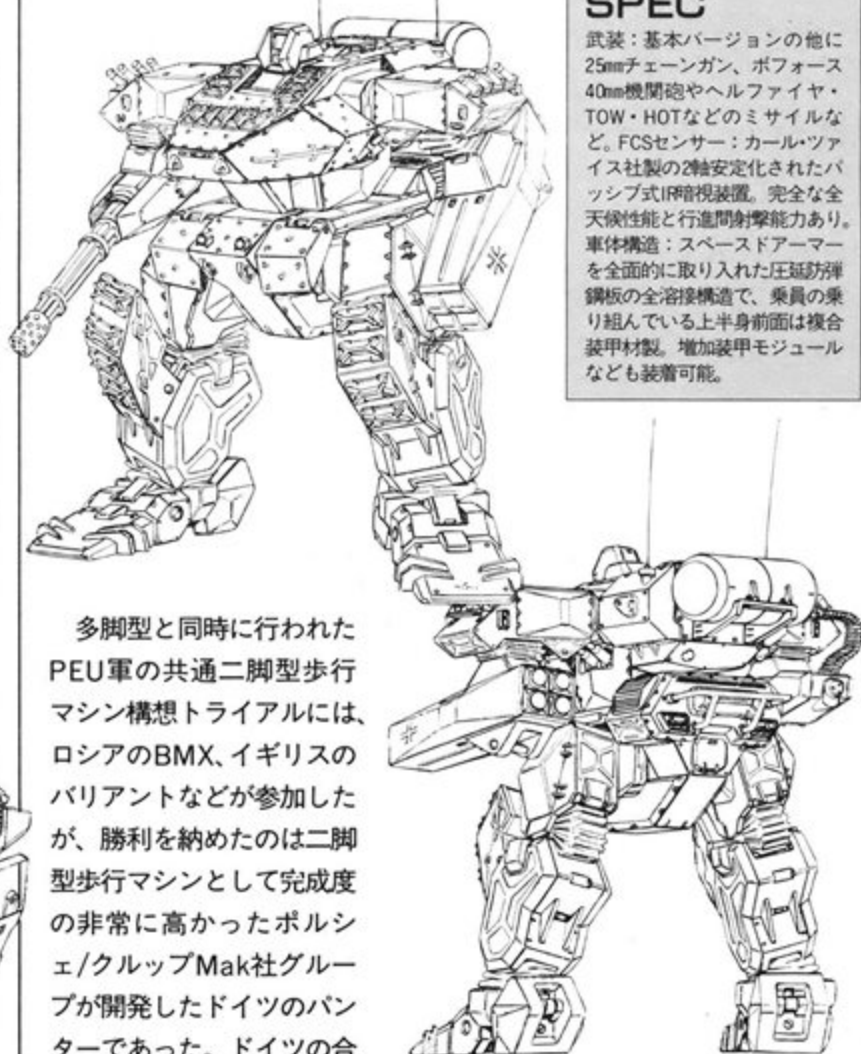 SPEC
武装：基本バージョンの他に
25mmチェーンガン、ボフォース
40mm機関砲やヘルファイヤ・
TOW・HOTなどのミサイルな
ど。FCSセンサー：カール・ツァ
イス社製の2軸安定化されたパ
ッシブ式IR暗視装置。完全な全
天候性能と行進間射撃能力あり。
車体構造：スペースドアーマー
を全面的に取り入れた圧延防弾
鋼板の全溶接構造で、乗員の乗
り組んでいる上半身前面は複合
装甲材製。増加装甲モジュール
なども装着可能。
多脚型と同時に行われた
PEU軍の共通二脚型歩行
マシン構想トライアルには、
ロシアのBMX、イギリスの
バリアントなどが参加した
が、勝利を納めたのは二脚
型歩行マシンとして完成度
の非常に高かったポルシ
ェ/クルップMak社グルー
プが開発したドイツのパン
ターであった。ドイツの合